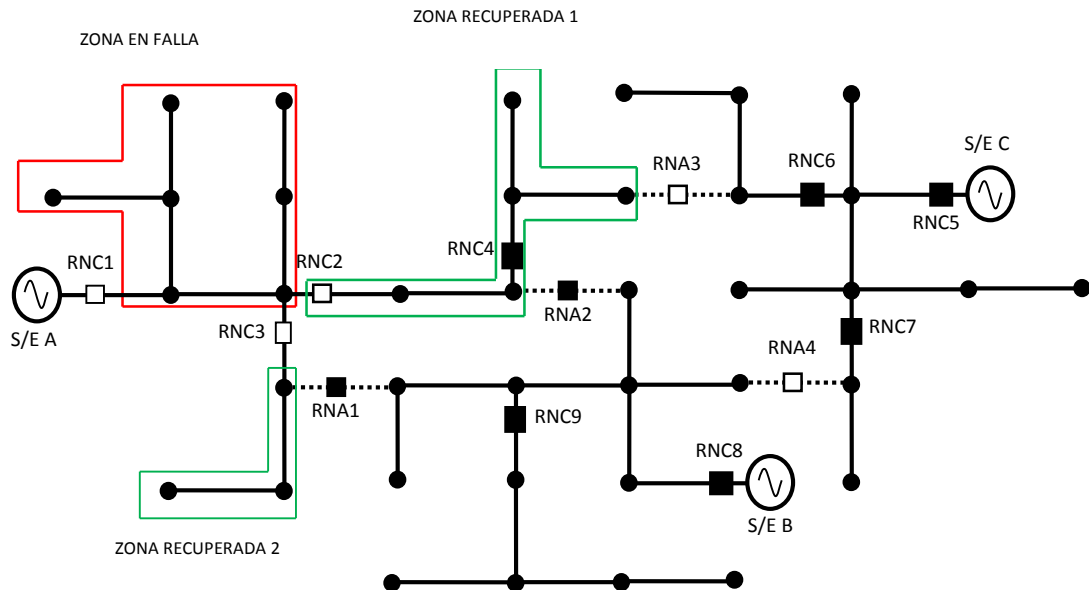 ZONA RECUPERADA 1
ZONA EN FALLA
S/E C
RNA3
RNC6
RNC5
RNC4
RNC1
RNC2
RNA2
S/E A
RNC3
RNC7
RNA4
RNA1
RNC9
RNC8
S/E B
ZONA RECUPERADA 2